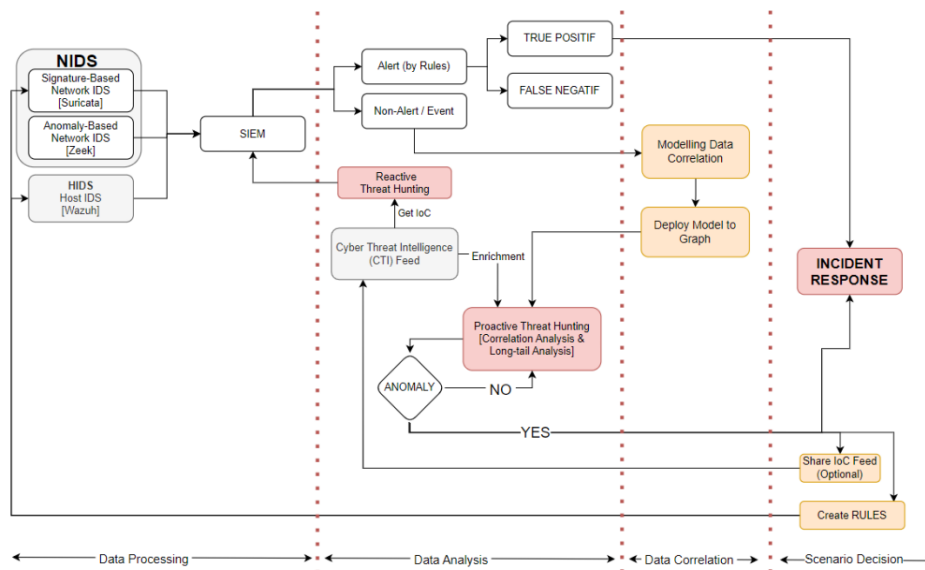 NIDS
Signature-Based
Network IDS
[Suricata]
Anomaly-Based
Network IDS
[Zeek]
HIDS
Host IDS
[Wazuh]
SIEM
Alert (by Rules)
Non-Alert / Event
TRUE POSITIF
FALSE NEGATIF
Reactive
Threat Hunting
Get IoC
Cyber Threat Intelligence
(CTI) Feed
Enrichment
Proactive Threat Hunting
[Correlation Analysis &
Long-tail Analysis]
ANOMALY
NO
YES
Modelling Data
Correlation
Deploy Model to
Graph
INCIDENT
RESPONSE
Share IoC Feed
(Optional)
Create RULES
Data Processing
Data Analysis
Data Correlation
Scenario Decision